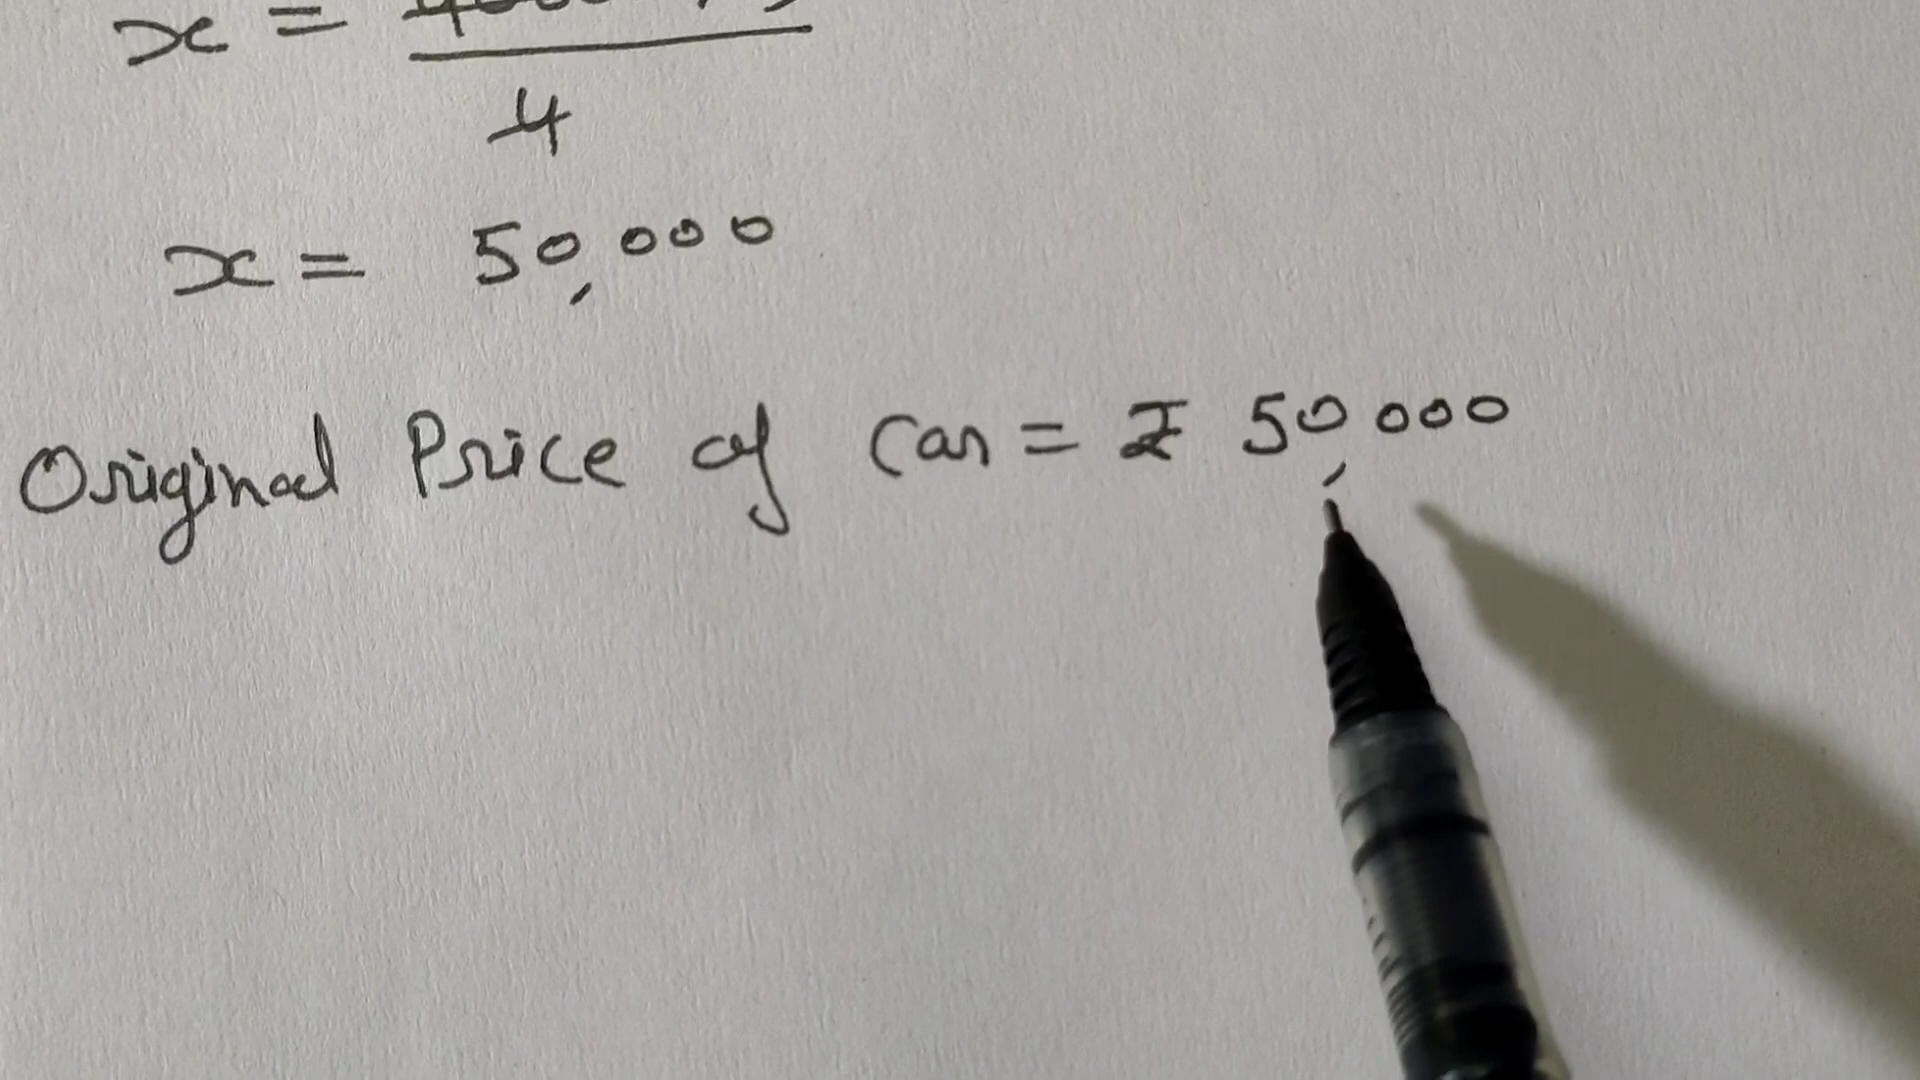 x =
4
x = 50,000
Original Price of Car = ₹ 50,000